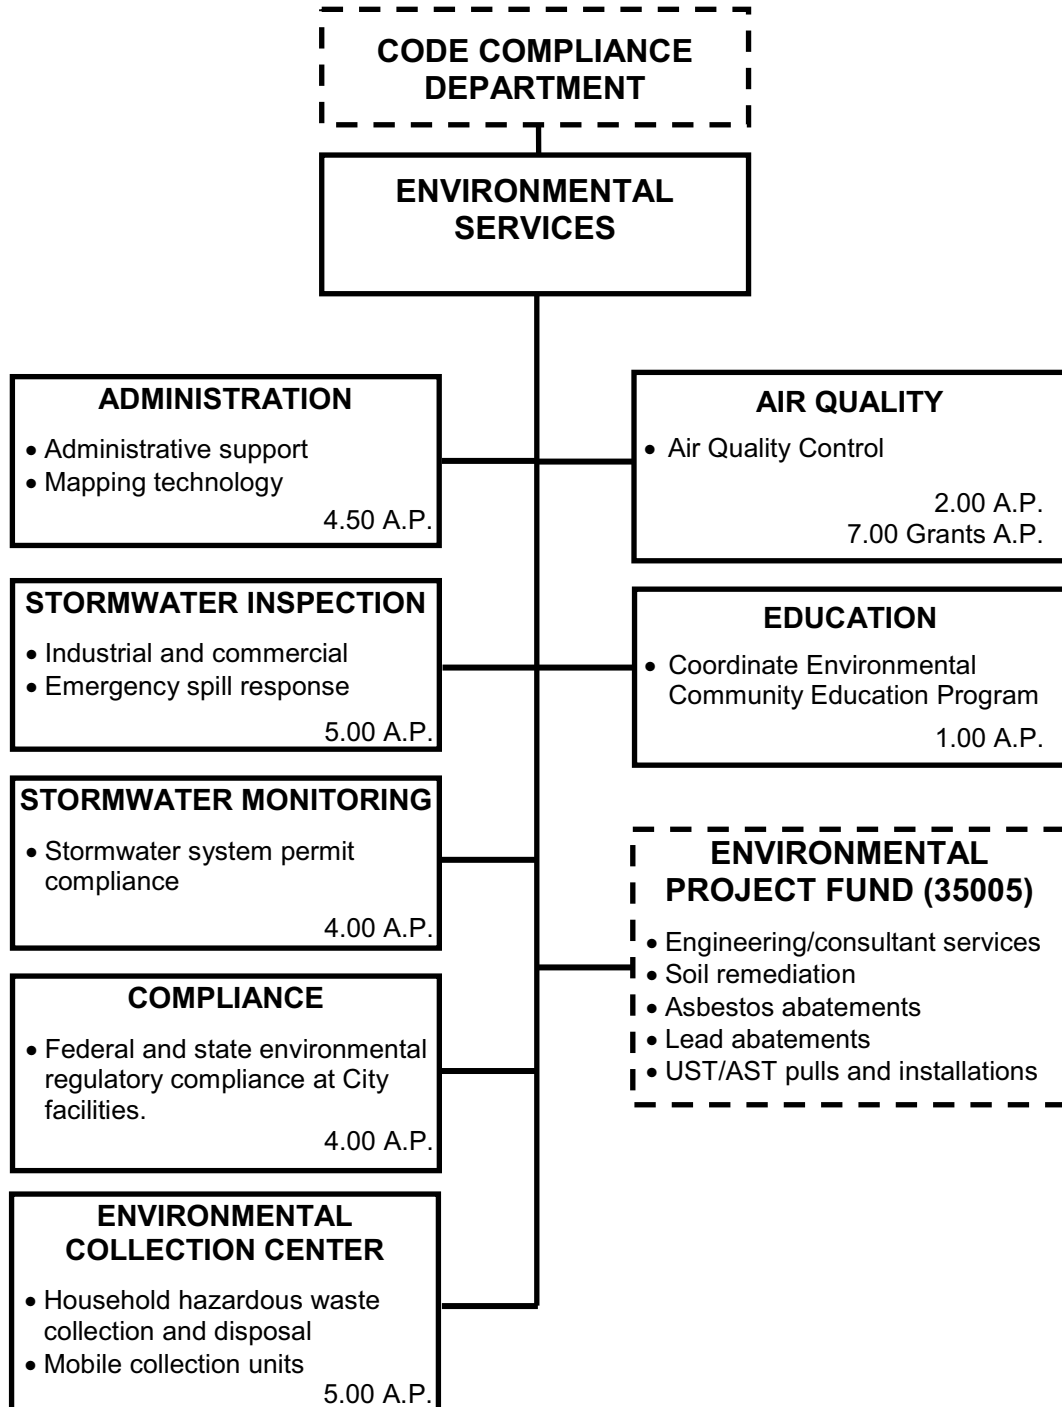 CODE COMPLIANCE
DEPARTMENT
ENVIRONMENTAL
SERVICES
ADMINISTRATION
• Administrative support
• Mapping technology
4.50 A.P.
STORMWATER INSPECTION
• Industrial and commercial
• Emergency spill response
5.00 A.P.
STORMWATER MONITORING
• Stormwater system permit
compliance
4.00 A.P.
COMPLIANCE
• Federal and state environmental
regulatory compliance at City
facilities.
4.00 A.P.
ENVIRONMENTAL
COLLECTION CENTER
• Household hazardous waste
collection and disposal
• Mobile collection units
5.00 A.P.
AIR QUALITY
• Air Quality Control
2.00 A.P.
7.00 Grants A.P.
EDUCATION
• Coordinate Environmental
Community Education Program
1.00 A.P.
ENVIRONMENTAL
PROJECT FUND (35005)
• Engineering/consultant services
• Soil remediation
• Asbestos abatements
• Lead abatements
• UST/AST pulls and installations